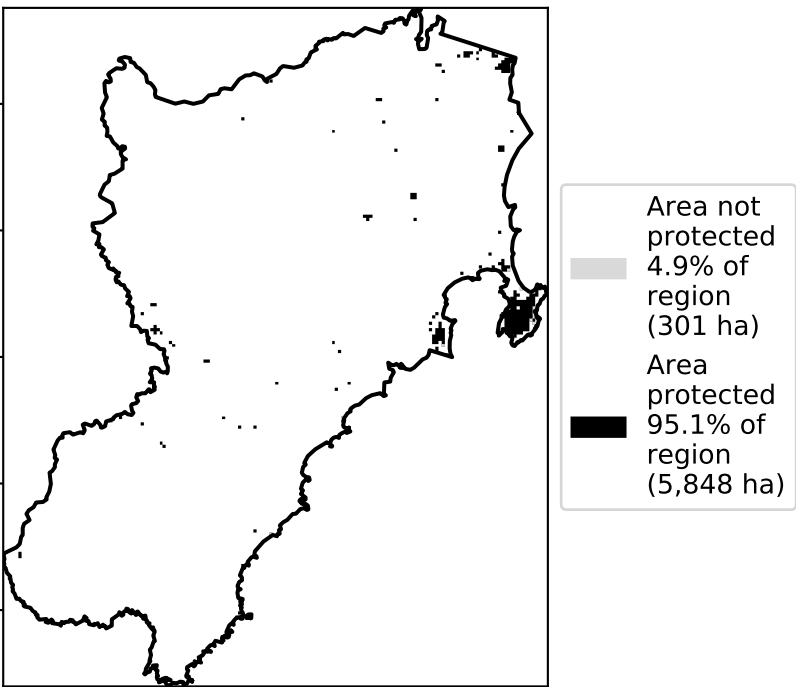 Area not
protected
4.9% of
region
(301 ha)
Area
protected
95.1% of
region
(5,848 ha)